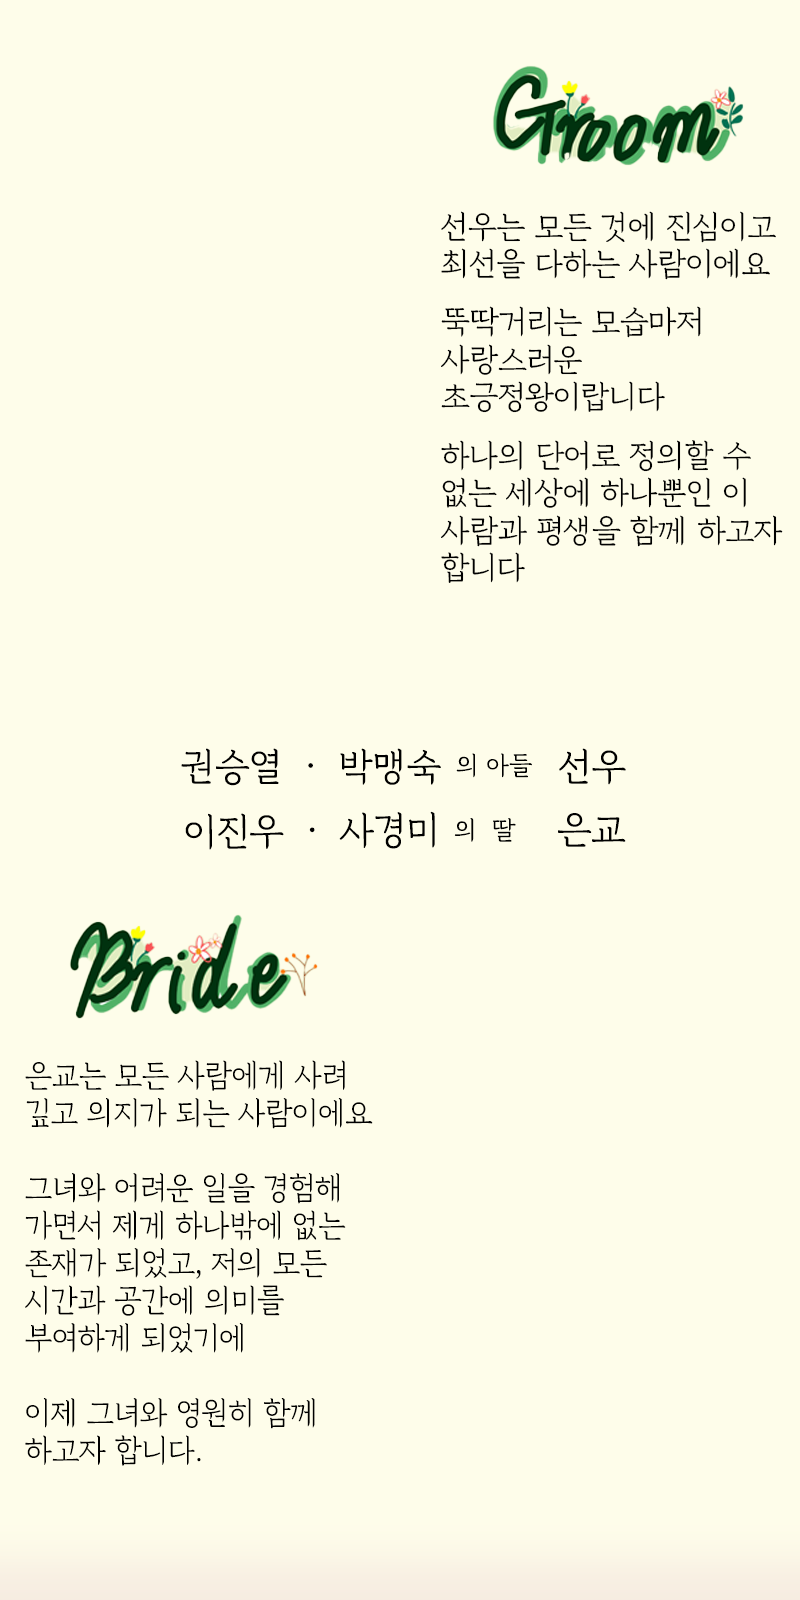 Groom
선우는 모든 것에 진심이고
최선을 다하는 사람이에요
뚝딱거리는 모습마저
사랑스러운
초긍정왕이랍니다
하나의 단어로 정의할 수
없는 세상에 하나뿐인 이
사람과 평생을 함께 하고자
합니다
권승열 · 박맹숙 의 아들 선우
이진우 · 사경미 의 딸 은교
Bride
은교는 모든 사람에게 사려
깊고 의지가 되는 사람이에요
그녀와 어려운 일을 경험해
가면서 제게 하나밖에 없는
존재가 되었고, 저의 모든
시간과 공간에 의미를
부여하게 되었기에
이제 그녀와 영원히 함께
하고자 합니다.